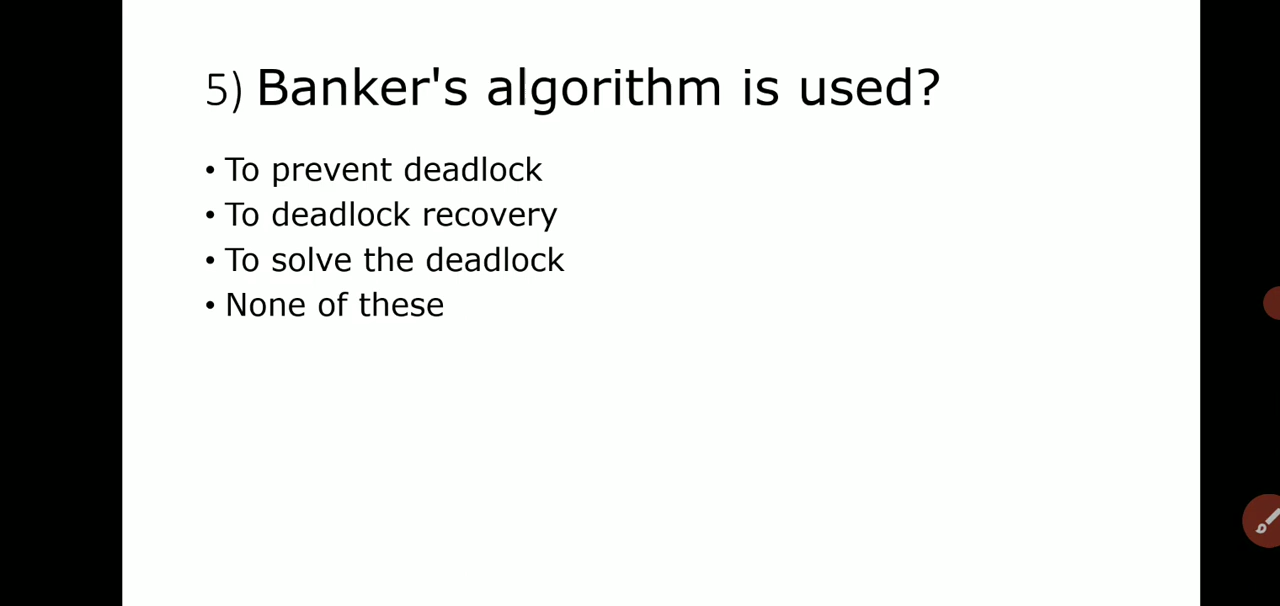 5) Banker's algorithm is used?
• To prevent deadlock
• To deadlock recovery
• To solve the deadlock
• None of these